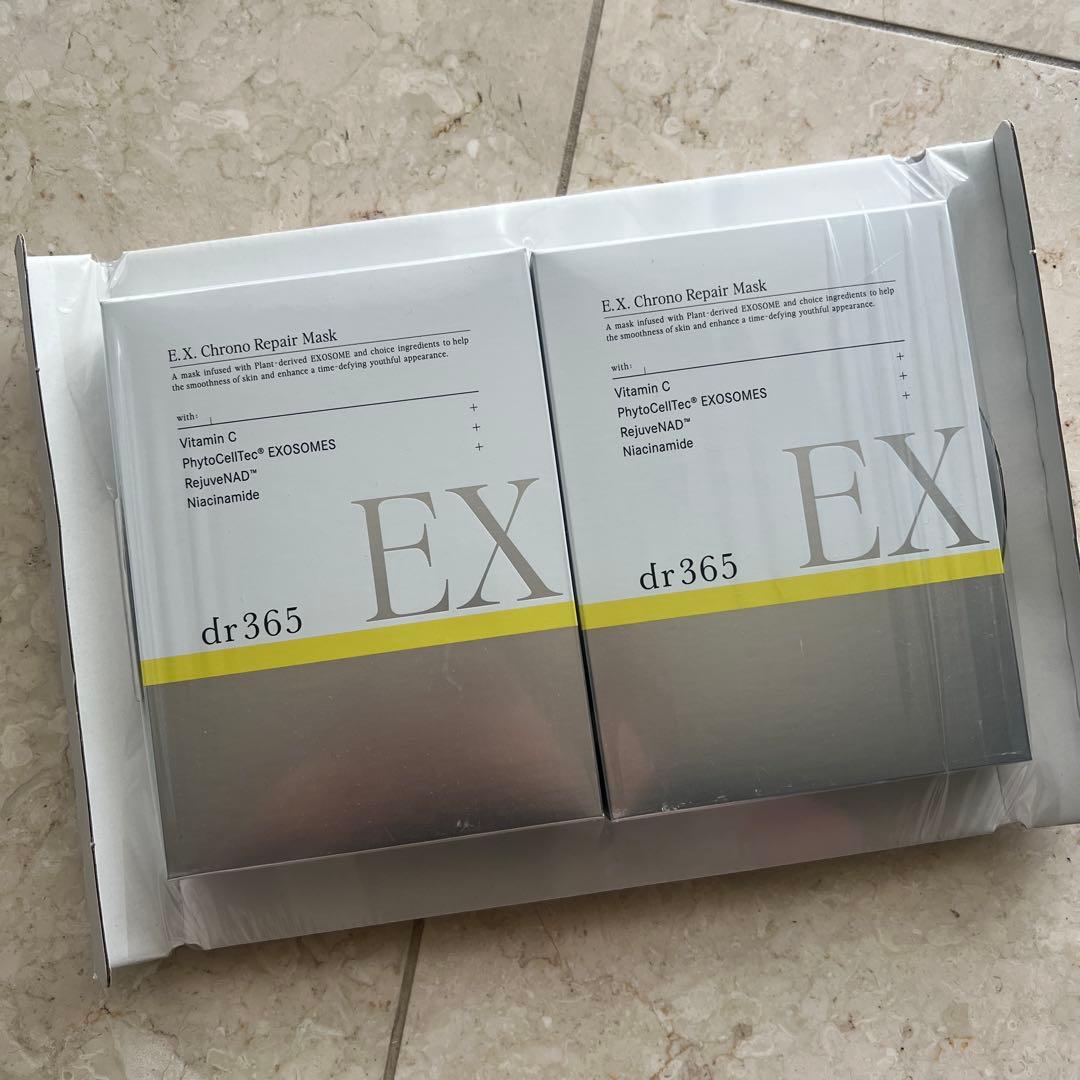 E.X. Chrono Repair Mask
A mask infused with Plant-derived EXOSOME and choice ingredients to help
the smoothness of skin and enhance a time-defying youthful appearance.
with:
Vitamin C +
PhytoCellTec® EXOSOMES +
RejuveNAD™ +
Niacinamide
EX
dr365
E.X. Chrono Repair Mask
A mask infused with Plant-derived EXOSOME and choice ingredients to help
the smoothness of skin and enhance a time-defying youthful appearance.
with:
Vitamin C +
PhytoCellTec® EXOSOMES +
RejuveNAD™ +
Niacinamide
EX
dr365